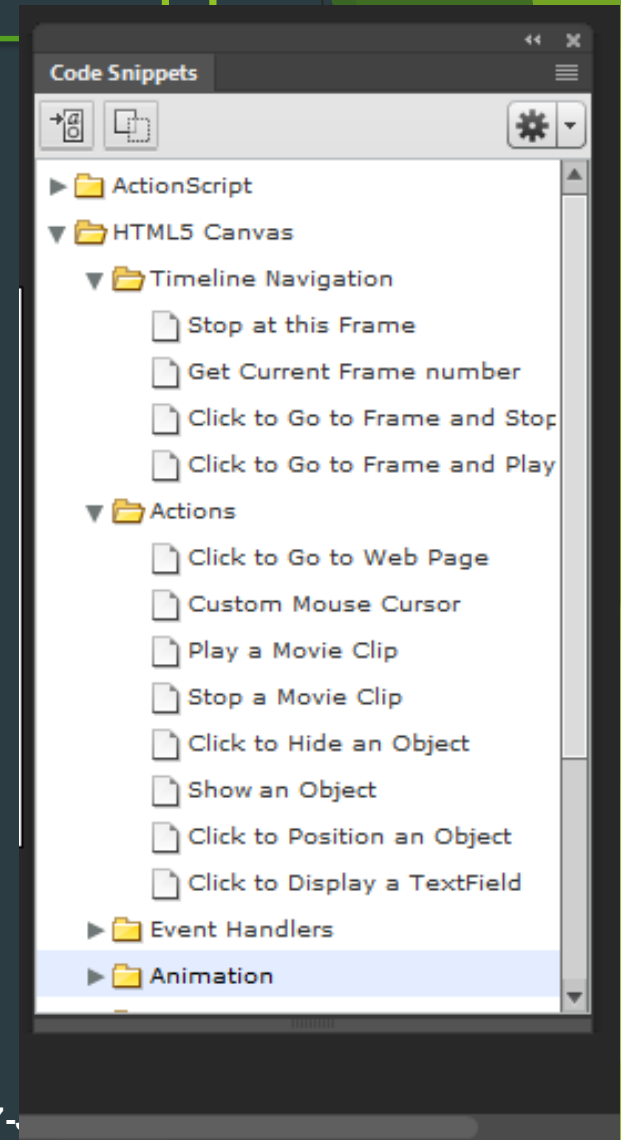 Code Snippets
ActionScript
HTML5 Canvas
Timeline Navigation
Stop at this Frame
Get Current Frame number
Click to Go to Frame and Stop
Click to Go to Frame and Play
Actions
Click to Go to Web Page
Custom Mouse Cursor
Play a Movie Clip
Stop a Movie Clip
Click to Hide an Object
Show an Object
Click to Position an Object
Click to Display a TextField
Event Handlers
Animation